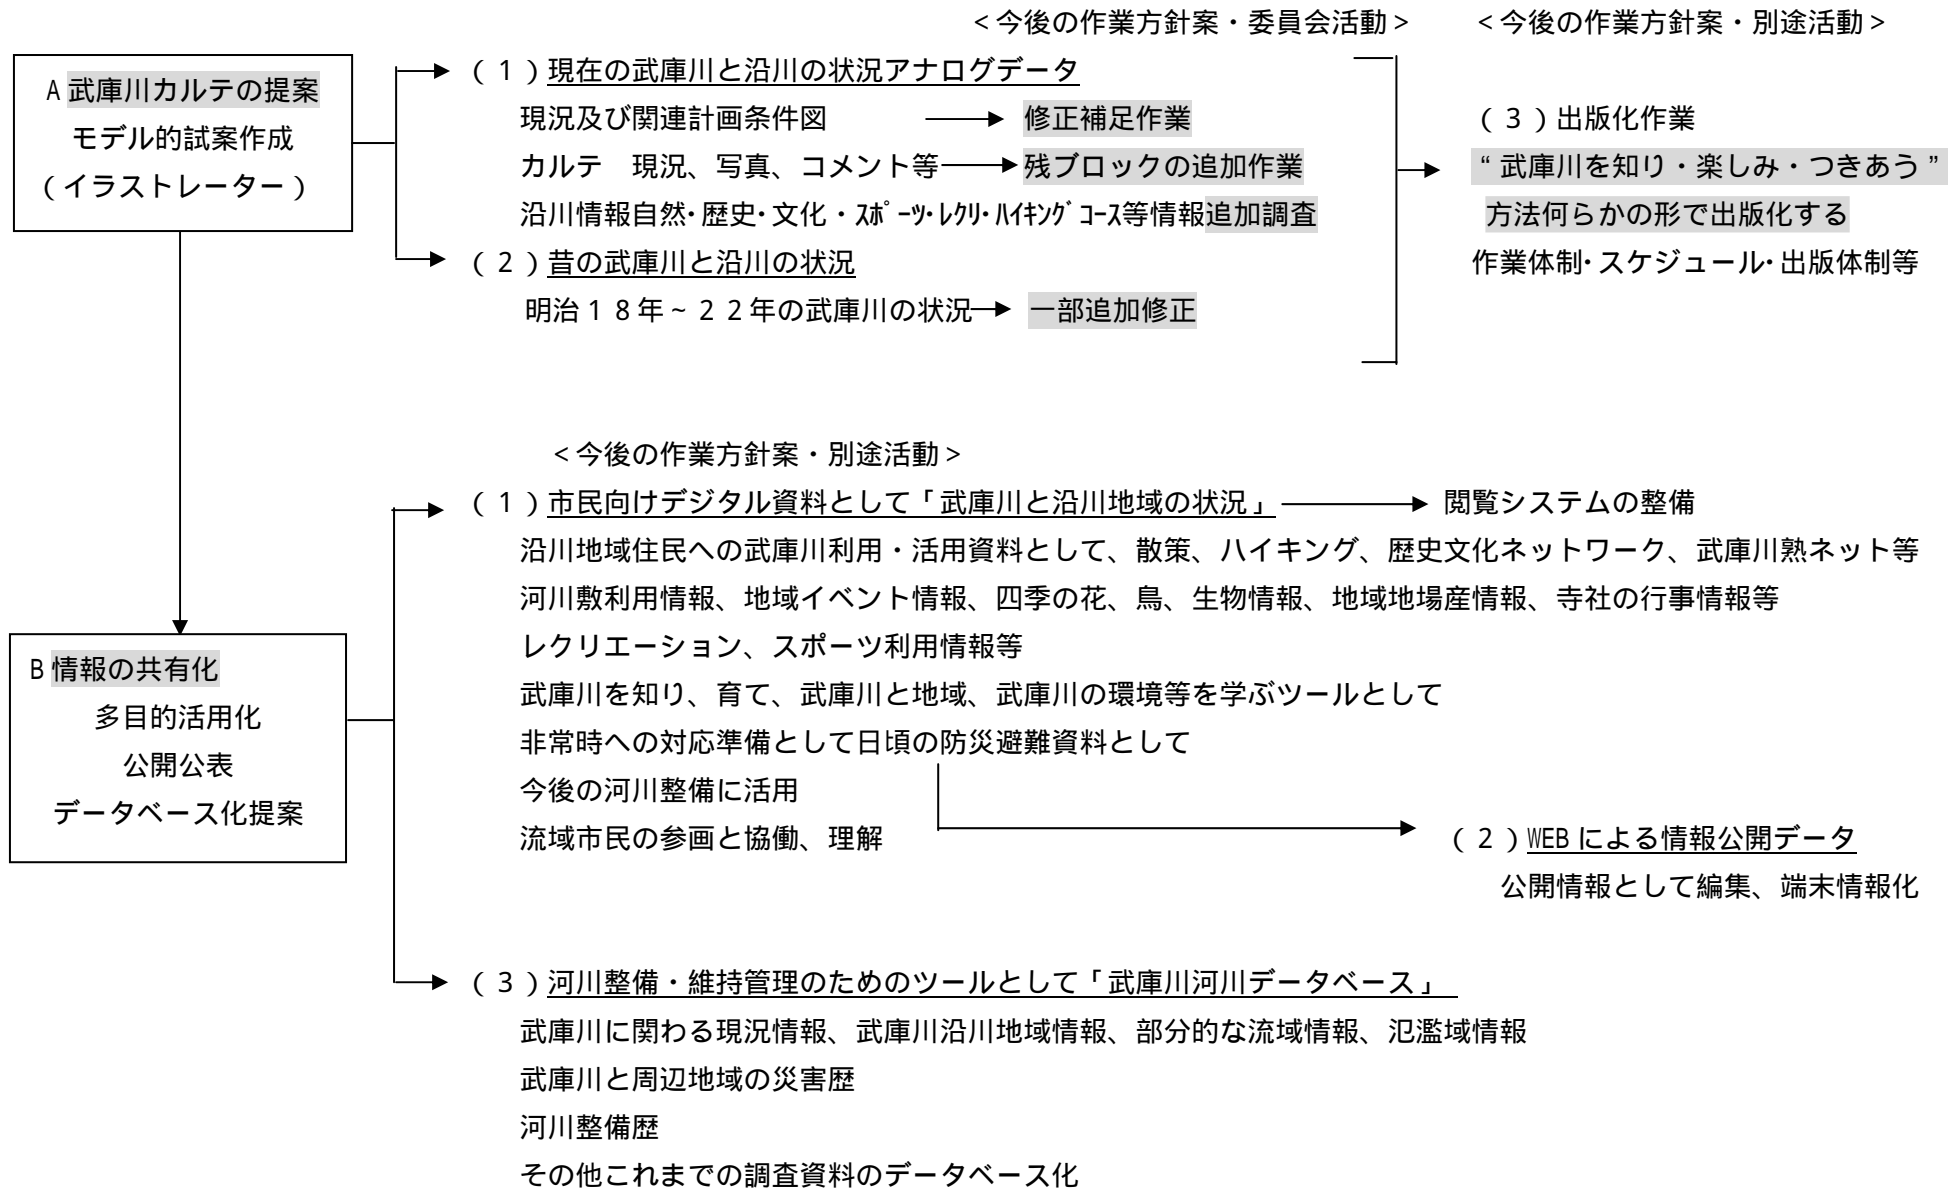 <今後の作業方針案・委員会活動>
<今後の作業方針案・別途活動>
A 武庫川カルテの提案
モデル的試案作成
(イラストレーター)
(1)現在の武庫川と沿川の状況アナログデータ
現況及び関連計画条件図
修正補足作業
カルテ 現況、写真、コメント等
残ブロックの追加作業
沿川情報自然・歴史・文化・スポーツ・レクリ・ハイキングコース等情報追加調査
(2)昔の武庫川と沿川の状況
明治18年~22年の武庫川の状況
一部追加修正
(3)出版化作業
“武庫川を知り・楽しみ・つきあう”
方法何らかの形で出版化する
作業体制・スケジュール・出版体制等
<今後の作業方針案・別途活動>
B 情報の共有化
多目的活用化
公開公表
データベース化提案
(1)市民向けデジタル資料として「武庫川と沿川地域の状況」
閲覧システムの整備
沿川地域住民への武庫川利用・活用資料として、散策、ハイキング、歴史文化ネットワーク、武庫川熟ネット等
河川敷利用情報、地域イベント情報、四季の花、鳥、生物情報、地域地場産情報、寺社の行事情報等
レクリエーション、スポーツ利用情報等
武庫川を知り、育て、武庫川と地域、武庫川の環境等を学ぶツールとして
非常時への対応準備として日頃の防災避難資料として
今後の河川整備に活用
流域市民の参画と協働、理解
(2)WEBによる情報公開データ
公開情報として編集、端末情報化
(3)河川整備・維持管理のためのツールとして「武庫川河川データベース」
武庫川に関わる現況情報、武庫川沿川地域情報、部分的な流域情報、氾濫域情報
武庫川と周辺地域の災害歴
河川整備歴
その他これまでの調査資料のデータベース化